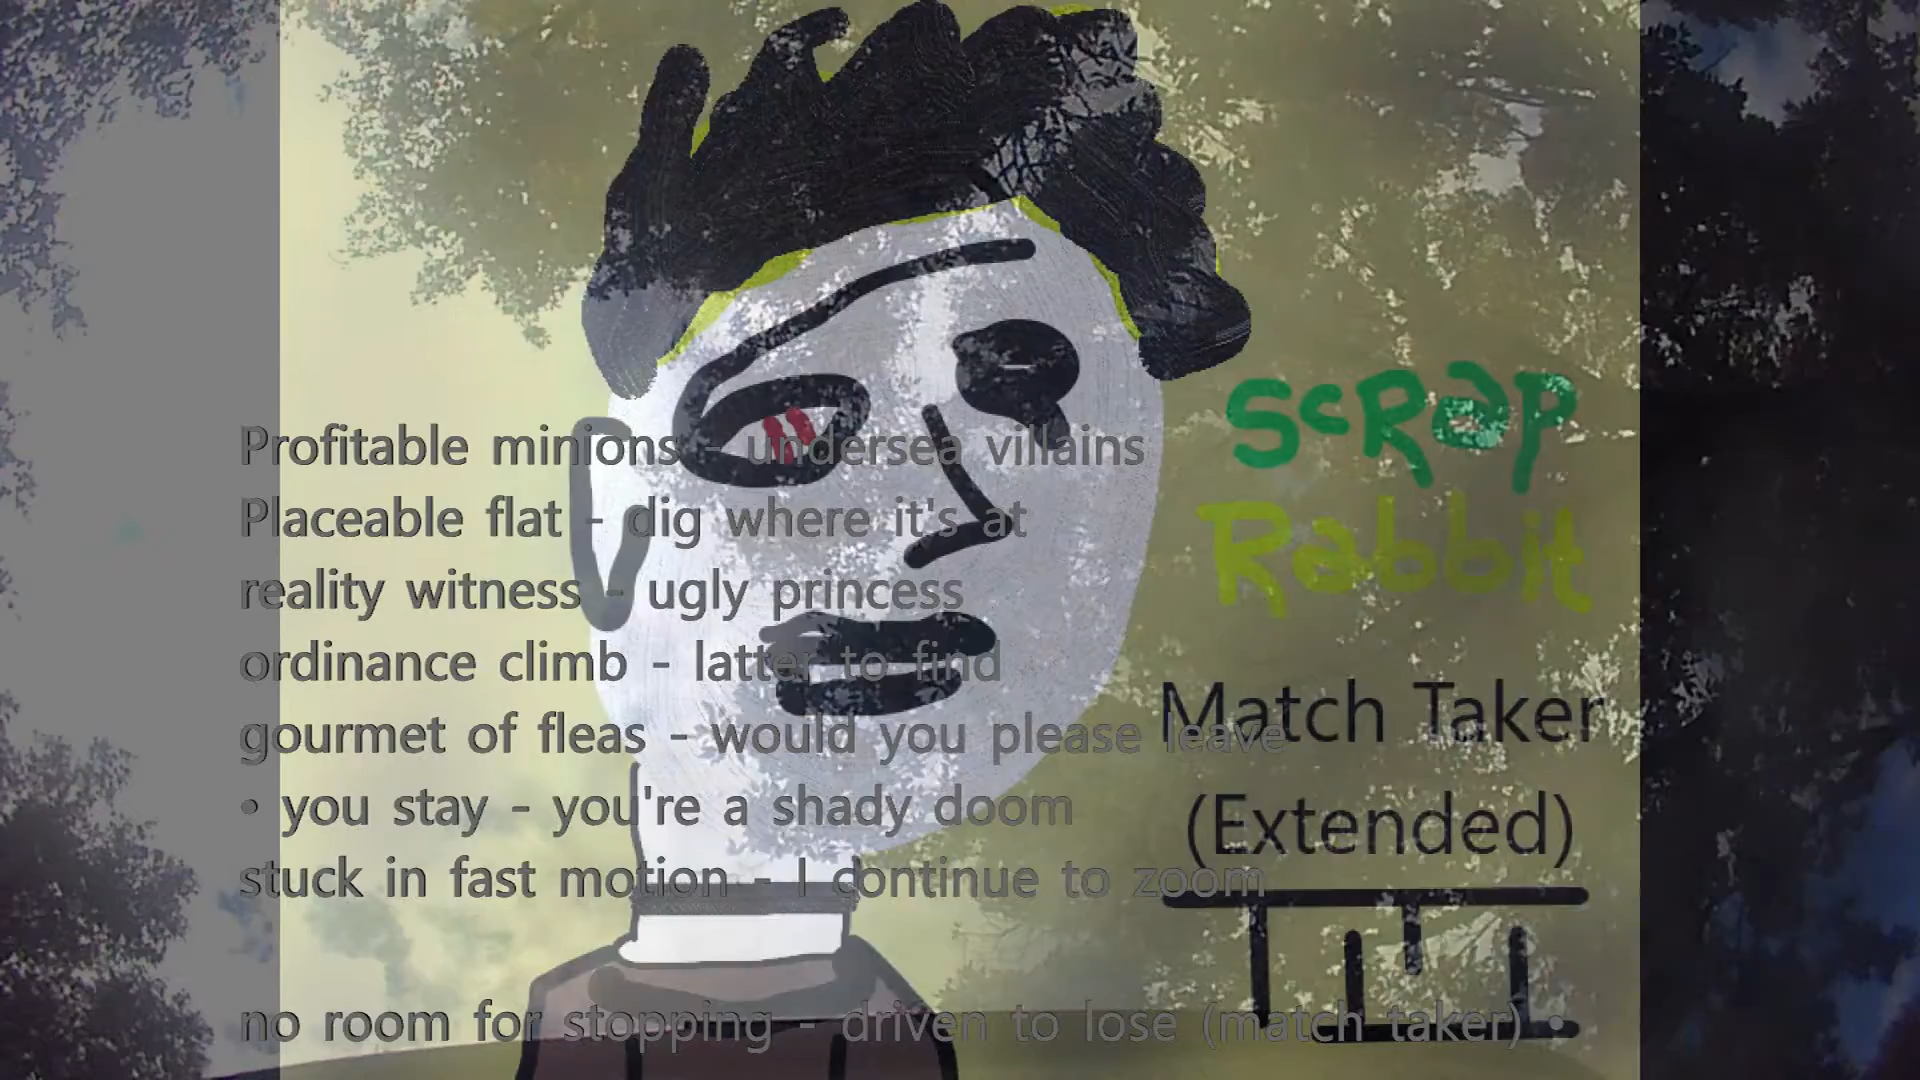 scRap
Rabbit
Match Taker
(Extended)
Profitable minions - undersea villains
Placeable flat - dig where it's at
reality witness - ugly princess
ordinance climb - latter to find
gourmet of fleas - would you please leave
• you stay - you're a shady doom
stuck in fast motion - I continue to zoom
no room for stopping - driven to lose (match taker) •